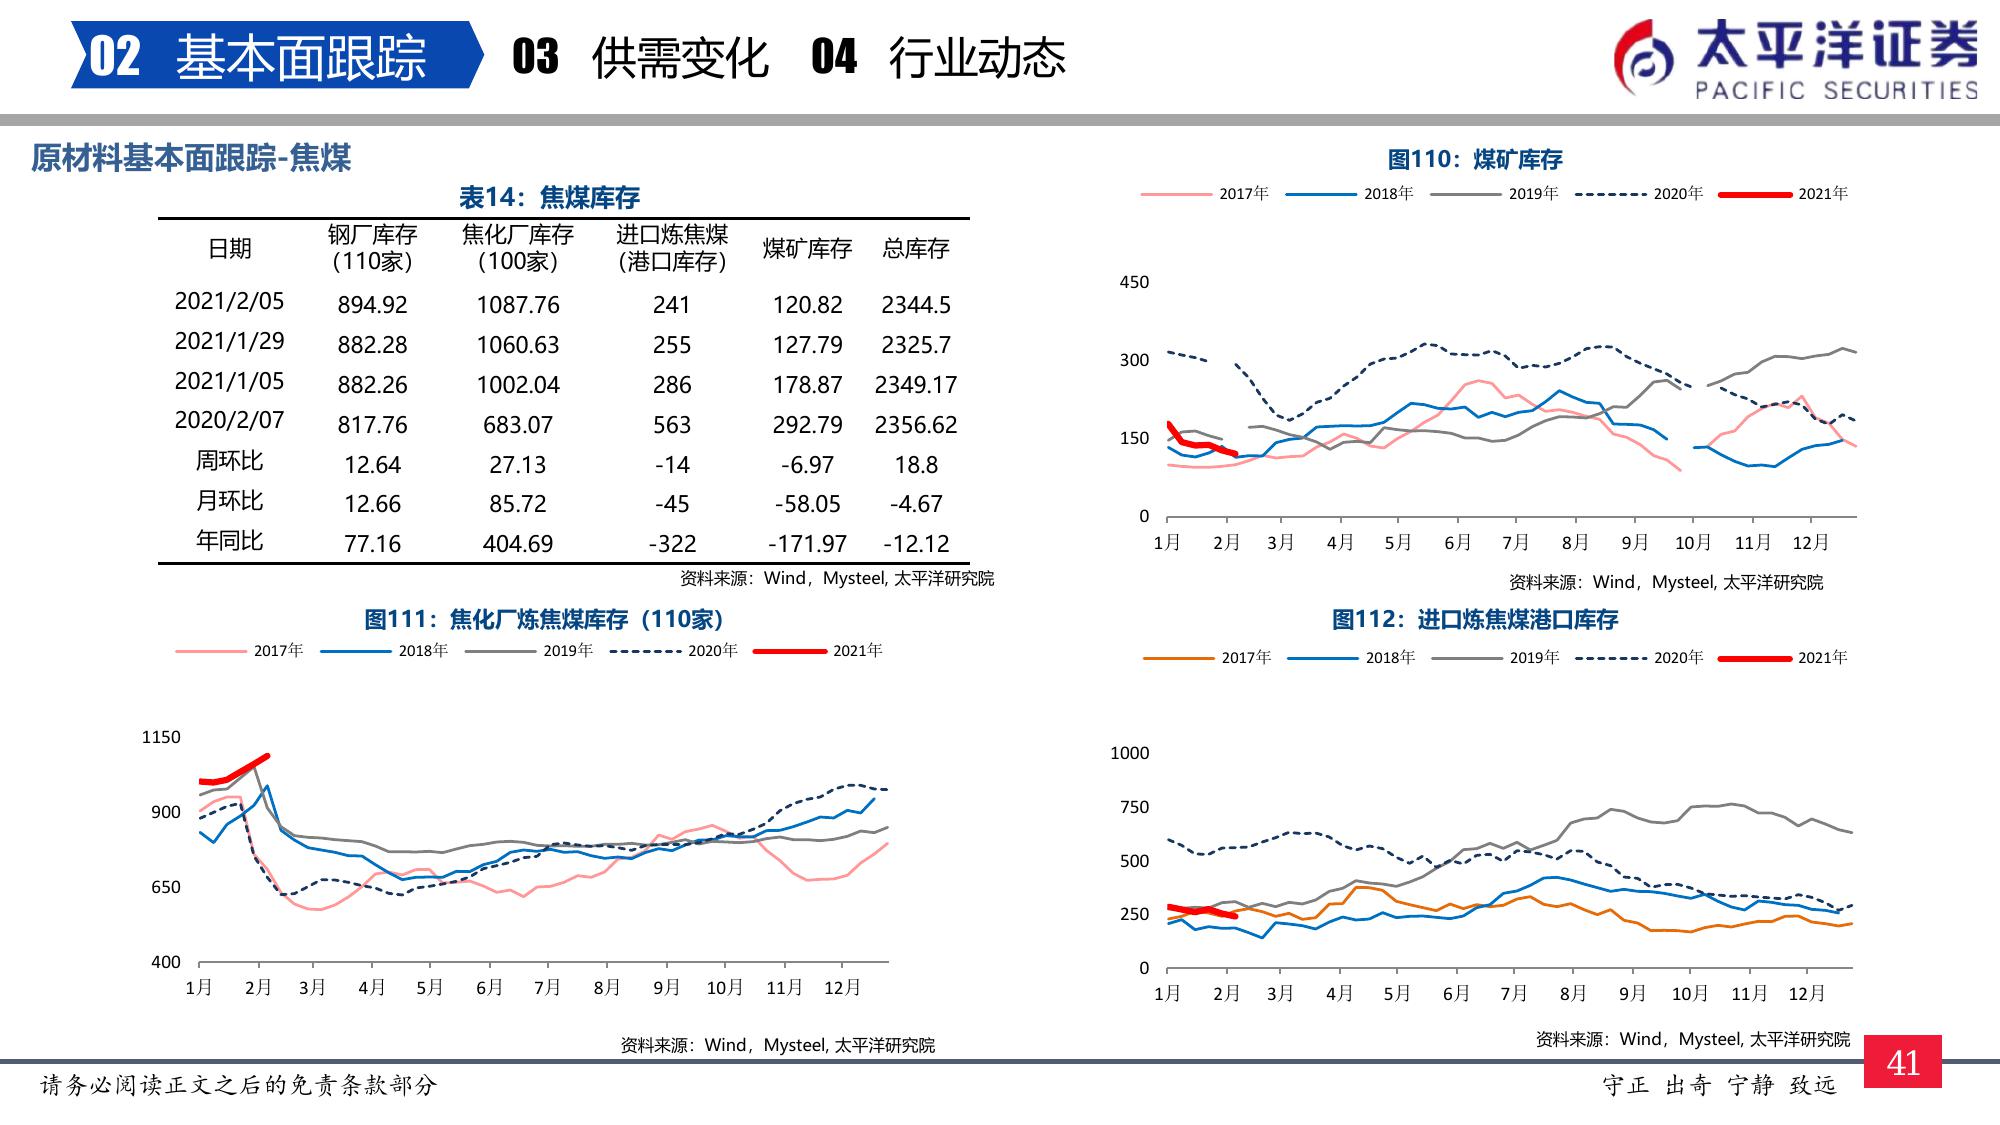 02 基本面跟踪 03 供需变化 04 行业动态
太平洋证券
PACIFIC SECURITIES
原材料基本面跟踪-焦煤
表14：焦煤库存
日期 钢厂库存（110家） 焦化厂库存（100家） 进口炼焦煤（港口库存） 煤矿库存 总库存
2021/2/05 894.92 1087.76 241 120.82 2344.5
2021/1/29 882.28 1060.63 255 127.79 2325.7
2021/1/05 882.26 1002.04 286 178.87 2349.17
2020/2/07 817.76 683.07 563 292.79 2356.62
周环比 12.64 27.13 -14 -6.97 18.8
月环比 12.66 85.72 -45 -58.05 -4.67
年同比 77.16 404.69 -322 -171.97 -12.12
资料来源：Wind，Mysteel, 太平洋研究院
图110：煤矿库存
2017年 2018年 2019年 2020年 2021年
450
300
150
0
1月 2月 3月 4月 5月 6月 7月 8月 9月 10月 11月 12月
资料来源：Wind，Mysteel, 太平洋研究院
图111：焦化厂炼焦煤库存（110家）
2017年 2018年 2019年 2020年 2021年
1150
900
650
400
1月 2月 3月 4月 5月 6月 7月 8月 9月 10月 11月 12月
资料来源：Wind，Mysteel, 太平洋研究院
图112：进口炼焦煤港口库存
2017年 2018年 2019年 2020年 2021年
1000
750
500
250
0
1月 2月 3月 4月 5月 6月 7月 8月 9月 10月 11月 12月
资料来源：Wind，Mysteel, 太平洋研究院
请务必阅读正文之后的免责条款部分
守正 出奇 宁静 致远
41